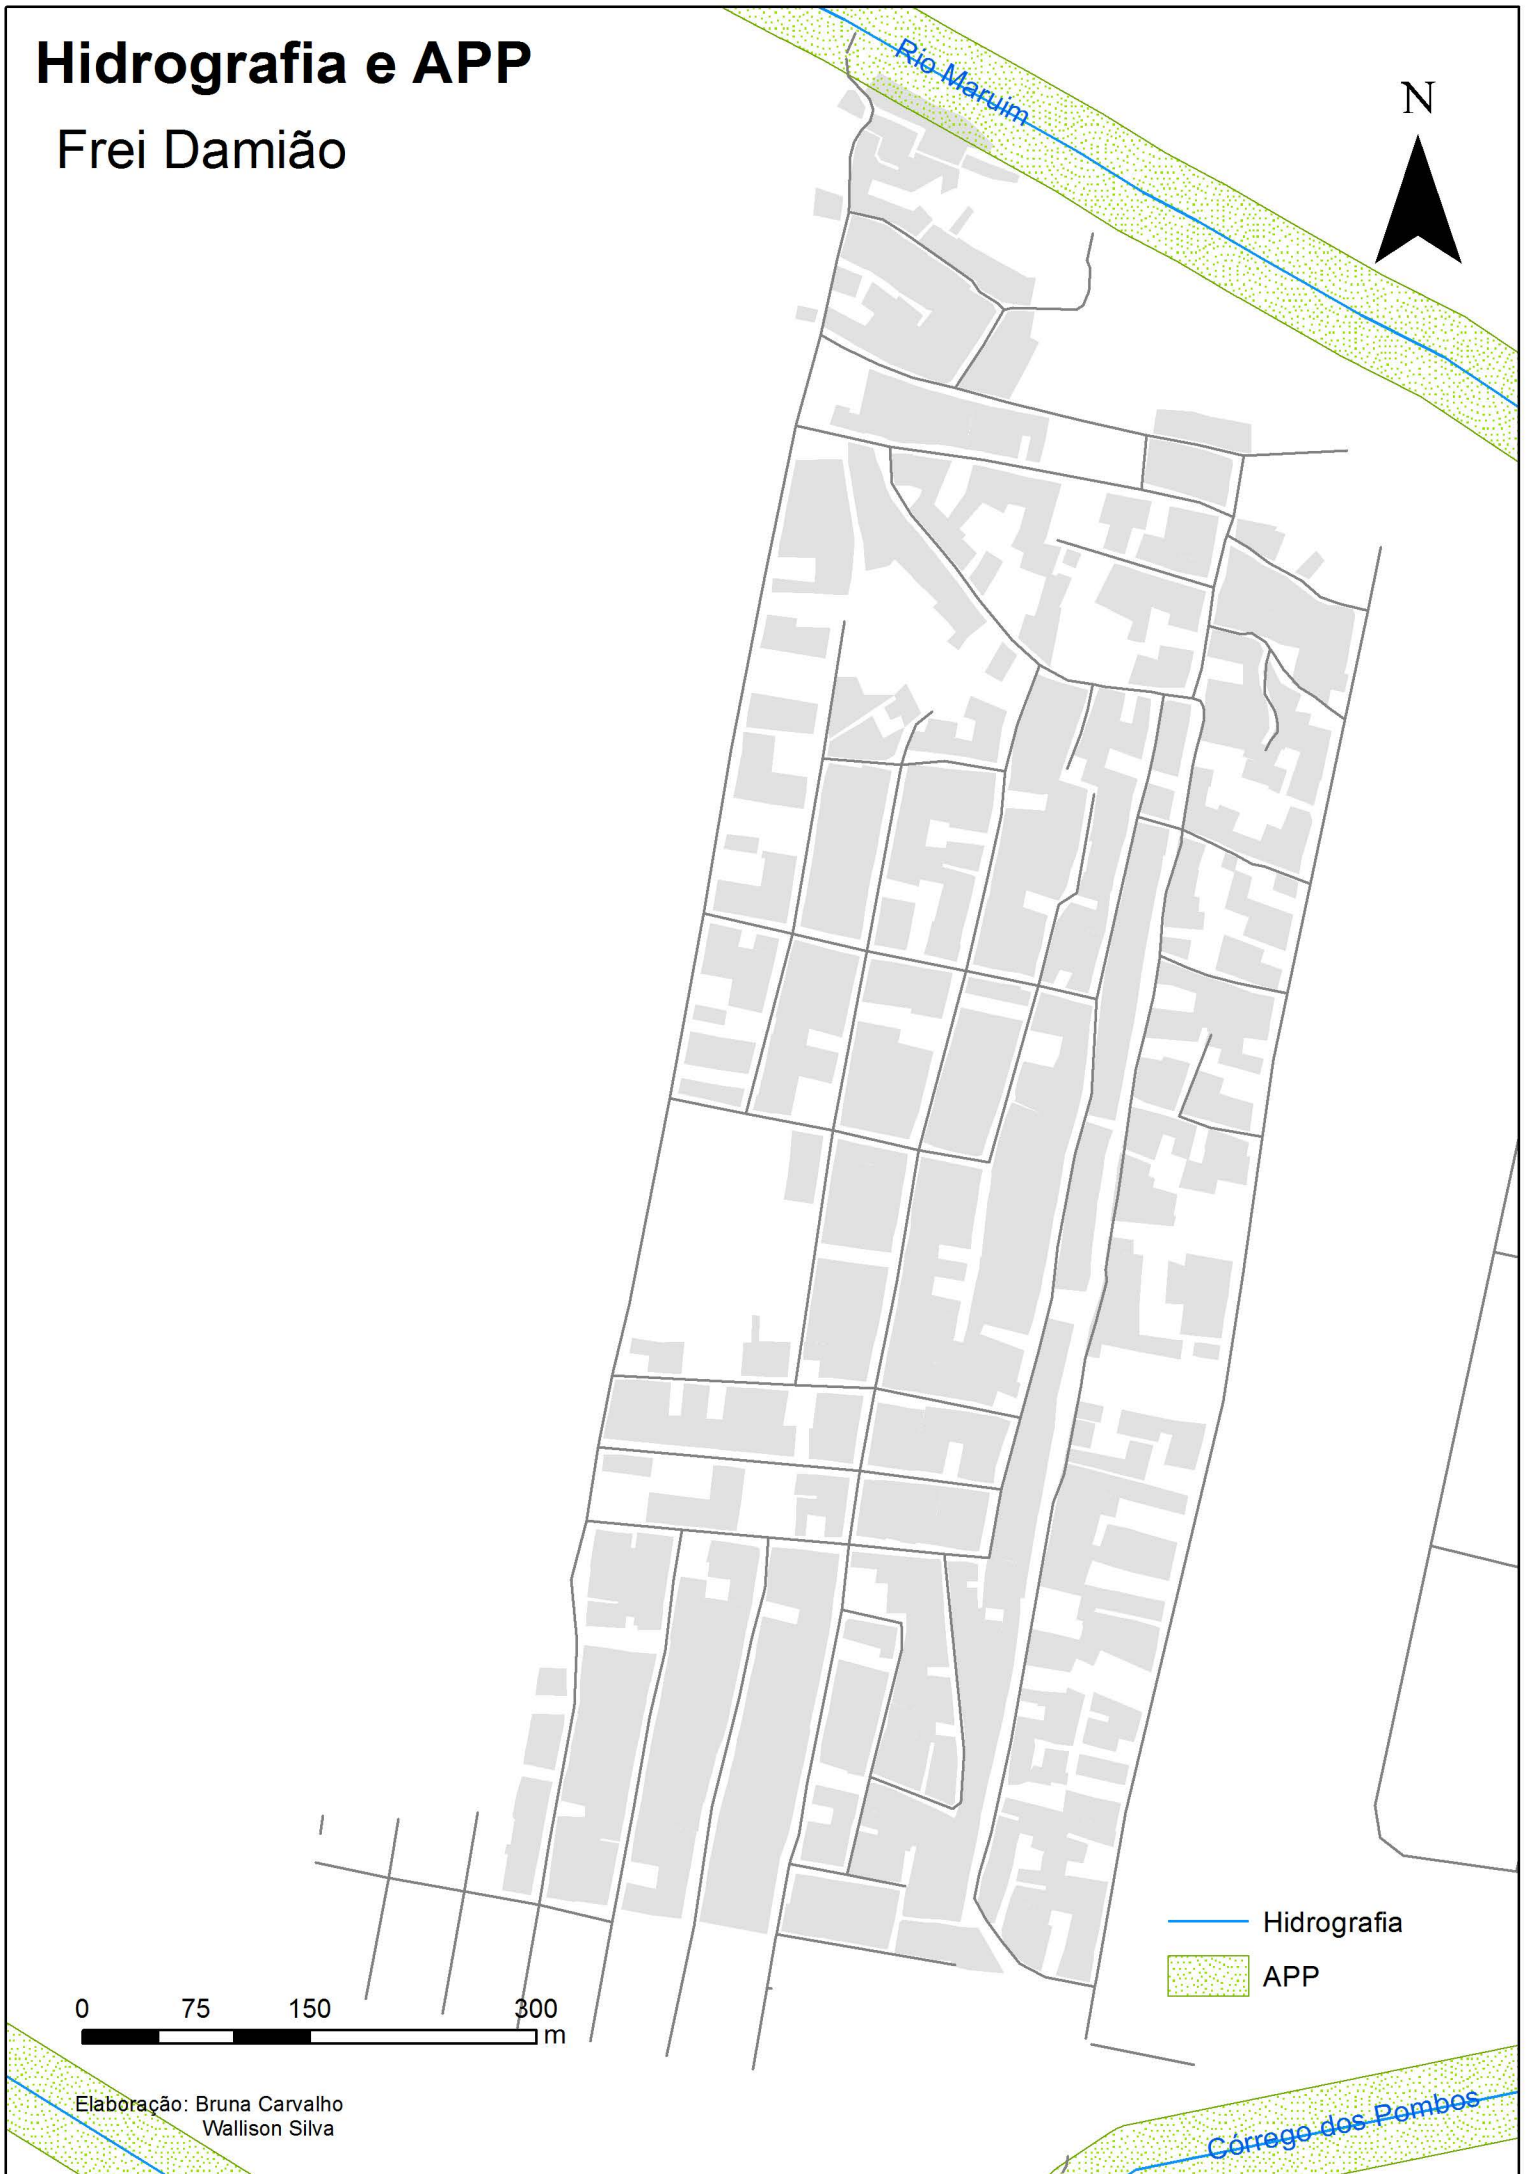 Hidrografia e APP
Frei Damião
Rio Maruim
N
Hidrografia
APP
0 75 150 300
m
Elaboração: Bruna Carvalho
Wallison Silva
Córrego dos Pombos